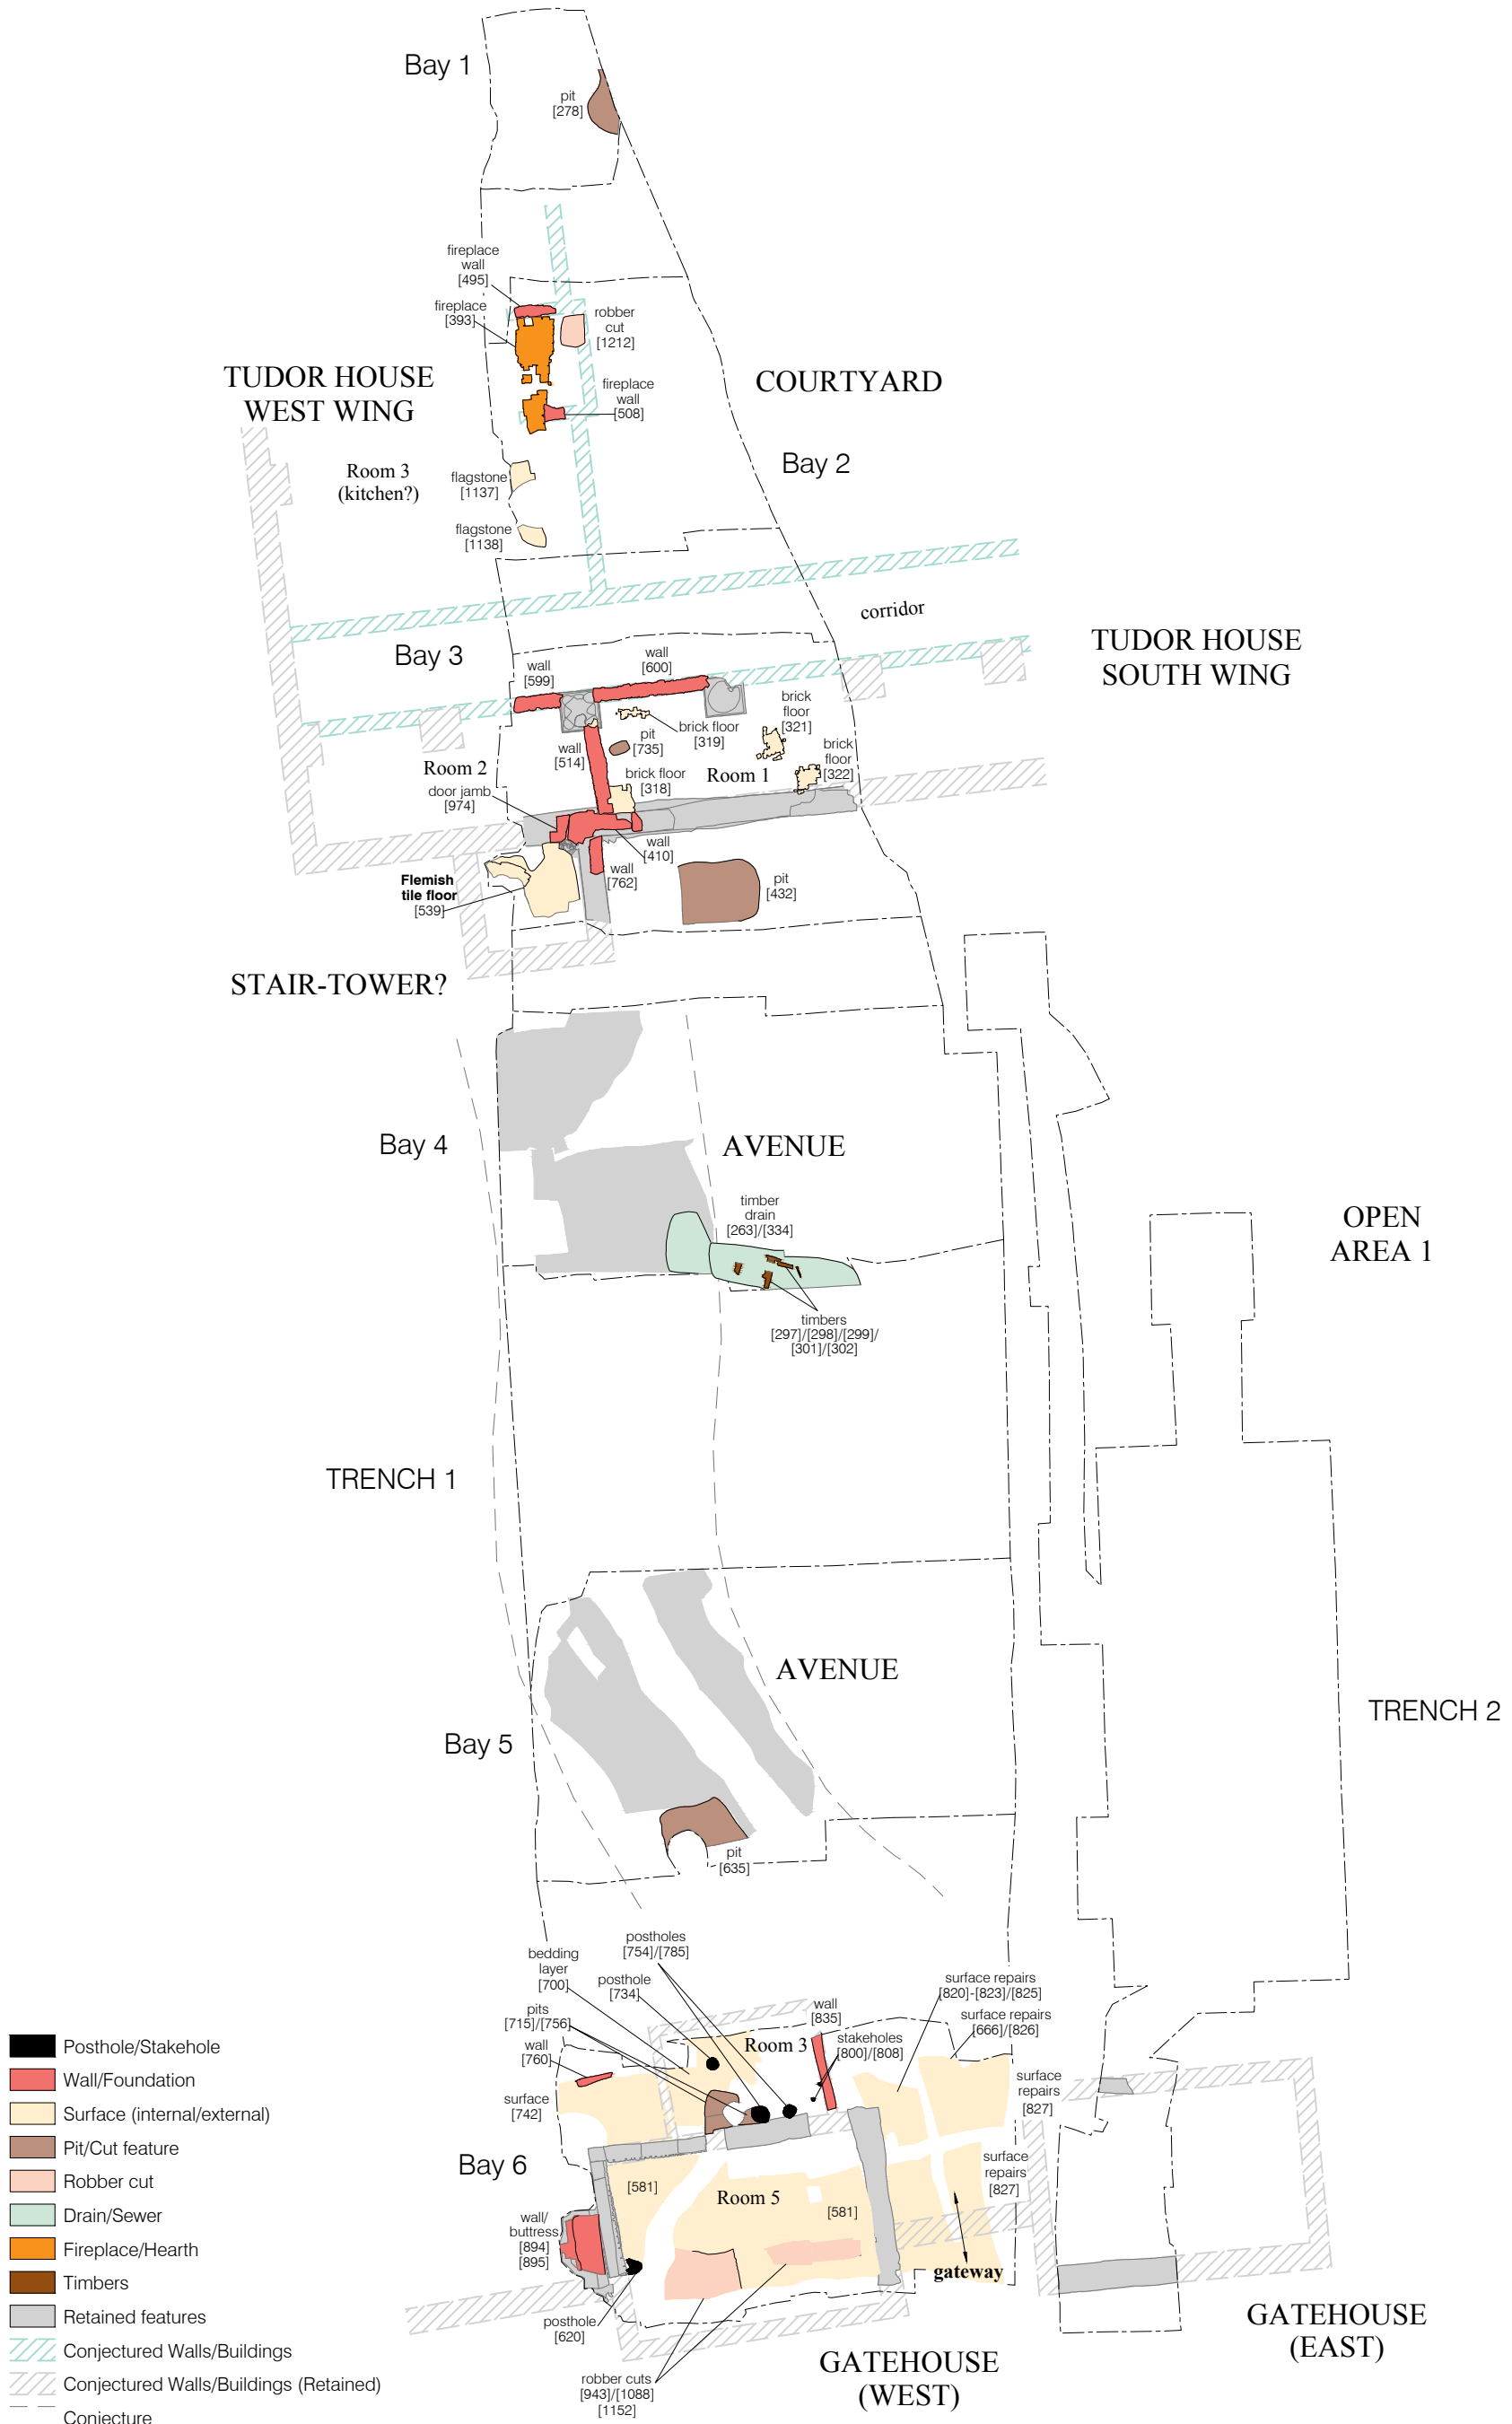 Bay 1
pit
[278]
fireplace
wall
[495]
fireplace
[393]
robber
cut
[1212]
TUDOR HOUSE
WEST WING
COURTYARD
fireplace
wall
[508]
Bay 2
Room 3
(kitchen?)
flagstone
[1137]
flagstone
[1138]
corridor
TUDOR HOUSE
SOUTH WING
Bay 3
wall
[599]
wall
[600]
brick
floor
[321]
brick floor
[319]
pit
[735]
brick
floor
[322]
wall
[514]
Room 2
Room 1
brick floor
[318]
door jamb
[974]
wall
[410]
wall
[762]
pit
[432]
Flemish
tile floor
[539]
STAIR-TOWER?
Bay 4
AVENUE
timber
drain
[263]/[334]
OPEN
AREA 1
timbers
[297]/[298]/[299]/
[301]/[302]
TRENCH 1
AVENUE
TRENCH 2
Bay 5
pit
[635]
postholes
[754]/[785]
bedding
layer
[700]
posthole
[734]
surface repairs
[820]-[823]/[825]
pits
[715]/[756]
wall
[835]
surface repairs
[666]/[826]
Room 3
stakeholes
[800]/[808]
wall
[760]
surface
[742]
surface
repairs
[827]
Bay 6
surface
repairs
[827]
[581]
Room 5
[581]
wall/
buttress
[894]
[895]
gateway
posthole
[620]
GATEHOUSE
(EAST)
GATEHOUSE
(WEST)
robber cuts
[943]/[1088]
[1152]
Posthole/Stakehole
Wall/Foundation
Surface (internal/external)
Pit/Cut feature
Robber cut
Drain/Sewer
Fireplace/Hearth
Timbers
Retained features
Conjectured Walls/Buildings
Conjectured Walls/Buildings (Retained)
Conjecture